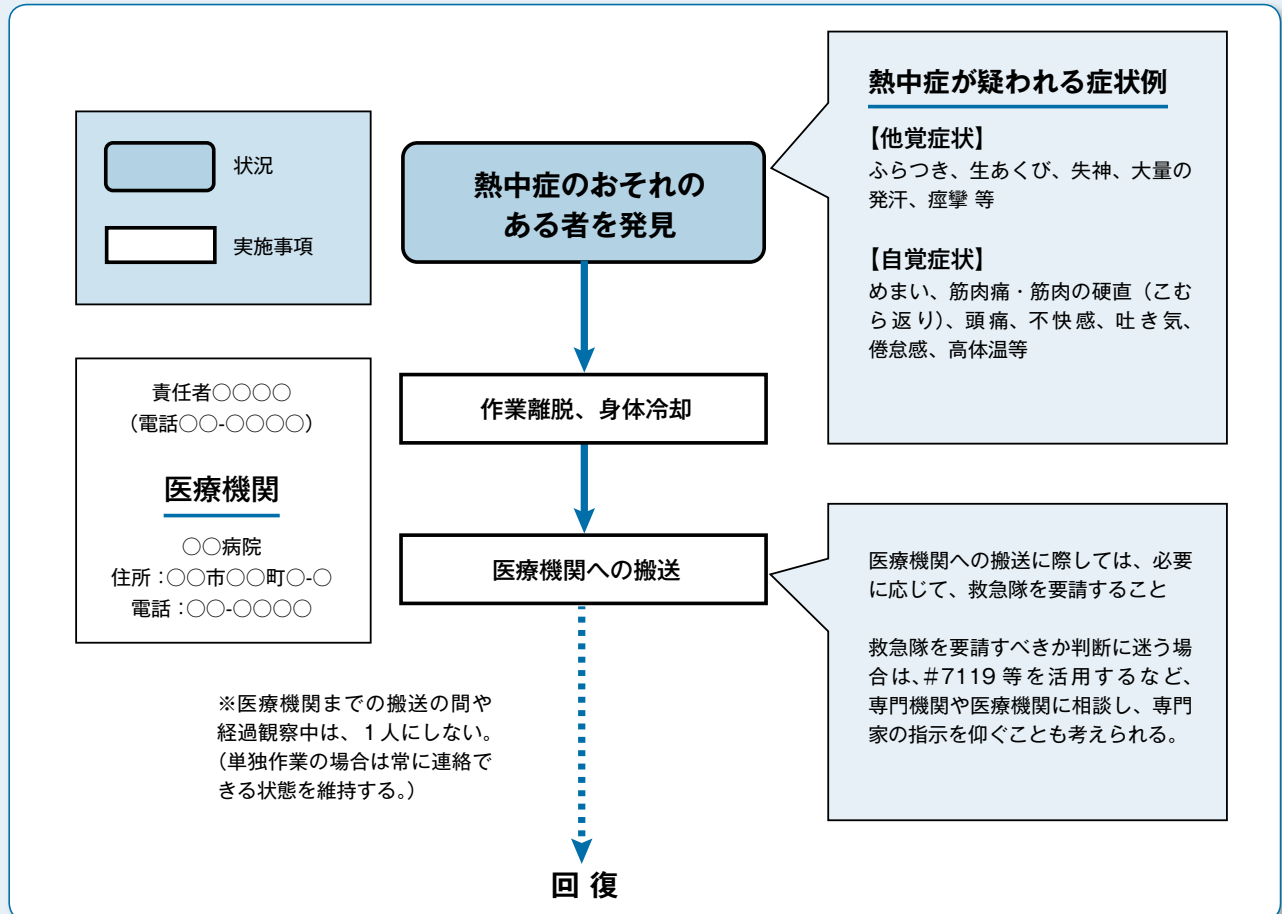 状況
実施事項
熱中症のおそれの
ある者を発見
熱中症が疑われる症状例
【他覚症状】
ふらつき、生あくび、失神、大量の
発汗、痙攣 等
【自覚症状】
めまい、筋肉痛・筋肉の硬直（こむ
ら返り）、頭痛、不快感、吐き気、
倦怠感、高体温等
責任者○○○○
（電話○○-○○○○）
医療機関
○○病院
住所：○○市○○町○-○
電話：○○-○○○○
作業離脱、身体冷却
医療機関への搬送
医療機関への搬送に際しては、必要
に応じて、救急隊を要請すること
救急隊を要請すべきか判断に迷う場
合は、＃7119 等を活用するなど、
専門機関や医療機関に相談し、専門
家の指示を仰ぐことも考えられる。
※医療機関までの搬送の間や
経過観察中は、1 人にしない。
（単独作業の場合は常に連絡で
きる状態を維持する。）
回 復